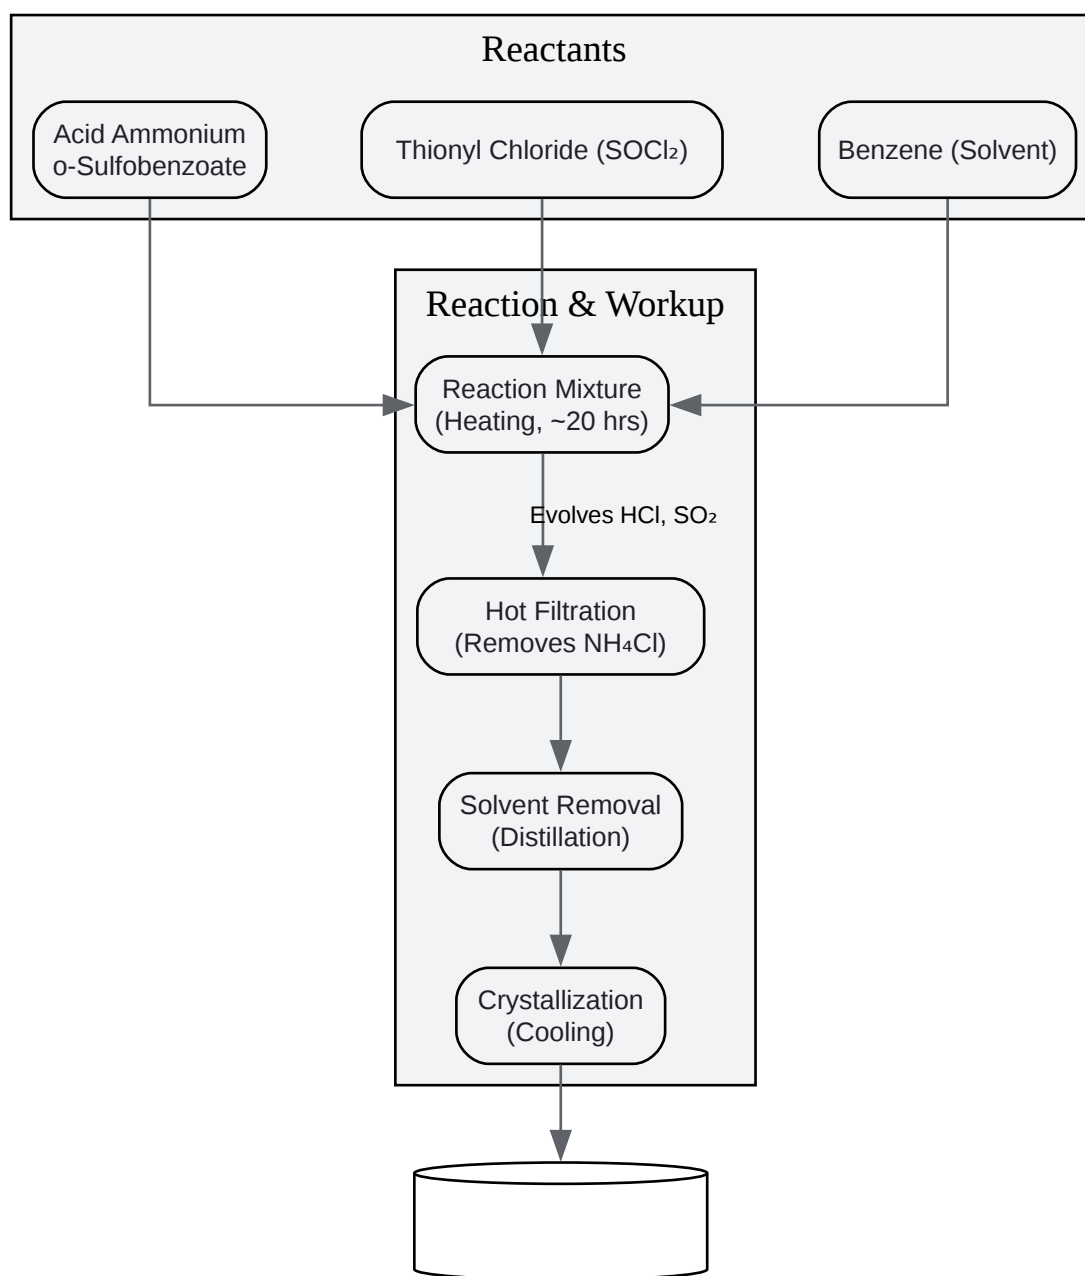 Reactants
Acid Ammonium
o-Sulfobenzoate
Thionyl Chloride (SOCl₂)
Benzene (Solvent)
Reaction & Workup
Reaction Mixture
(Heating, ~20 hrs)
Evolves HCl, SO₂
Hot Filtration
(Removes NH₄Cl)
Solvent Removal
(Distillation)
Crystallization
(Cooling)